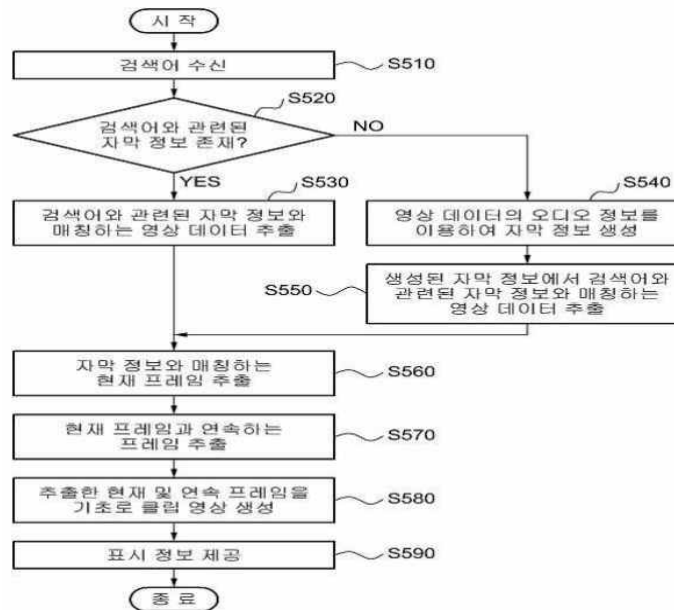 시 작
검색어 수신
S510
S520
검색어와 관련된
자막 정보 존재?
NO
YES
S530
S540
검색어와 관련된 자막 정보와
매칭하는 영상 데이터 추출
영상 데이터의 오디오 정보를
이용하여 자막 정보 생성
S550
생성된 자막 정보에서 검색어와
관련된 자막 정보와 매칭하는
영상 데이터 추출
자막 정보와 매칭하는
현재 프레임 추출
S560
현재 프레임과 연속하는
프레임 추출
S570
추출한 현재 및 연속 프레임을
기초로 클립 영상 생성
S580
표시 정보 제공
S590
종 료